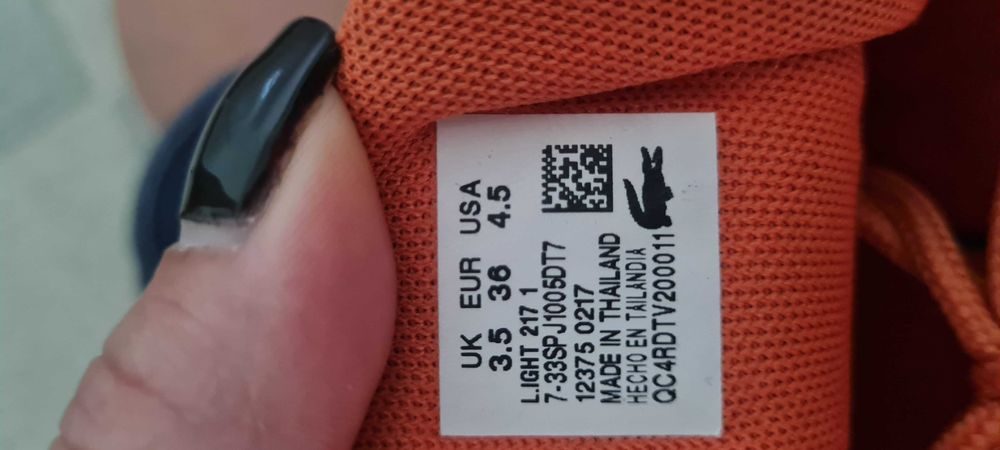 UK EUR USA
3.5 36 4.5
L.IGHT 217 1
7-33SPJ1005DT7
12375 0217
MADE IN THAILAND
HECHO EN TAILANDIA
QC4RDTV200011